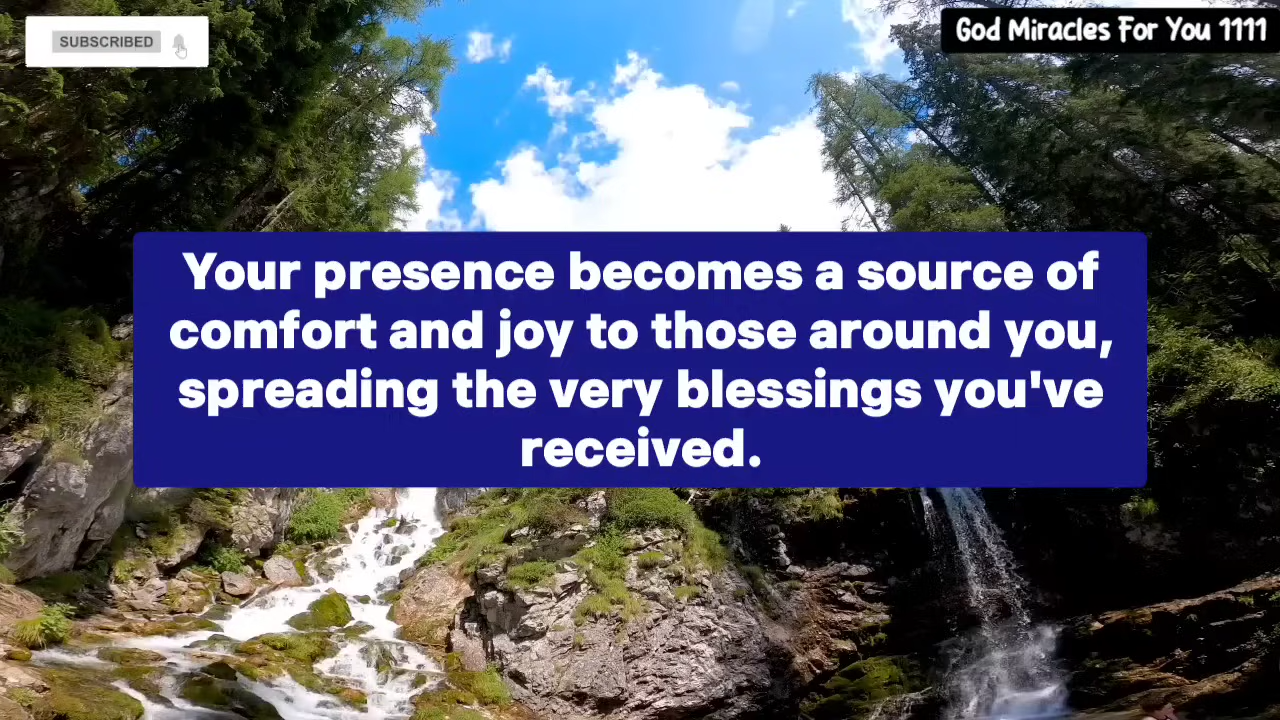 SUBSCRIBED
God Miracles For You 1111
Your presence becomes a source of
comfort and joy to those around you,
spreading the very blessings you've
received.